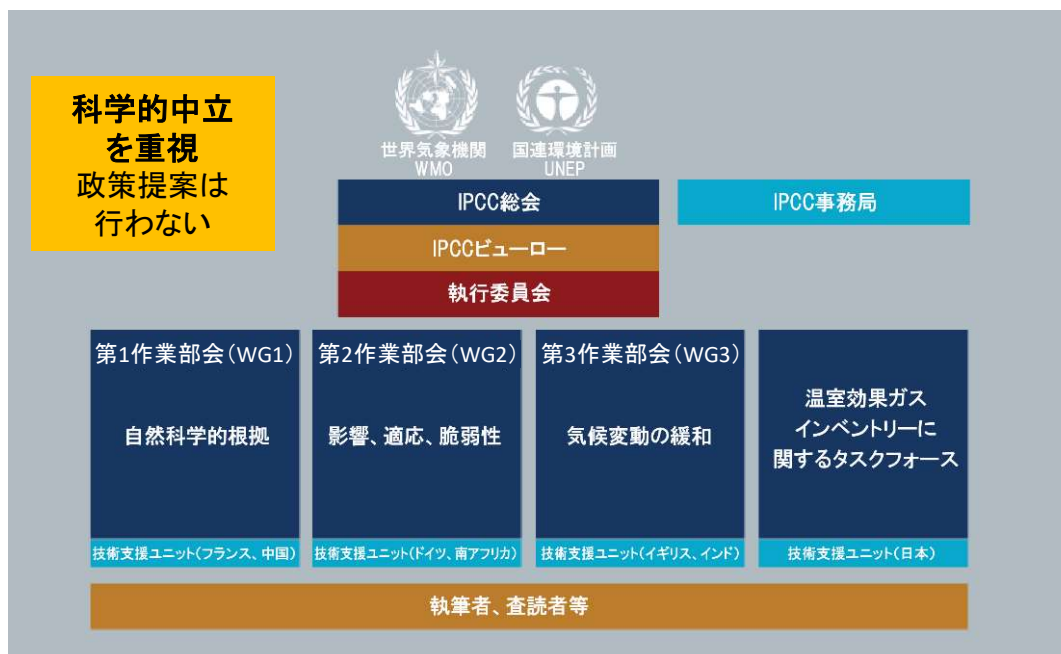 科学的中立
を重視
政策提案は
行わない
世界気象機関
WMO
国連環境計画
UNEP
IPCC総会
IPCC事務局
IPCCビューロー
執行委員会
第1作業部会(WG1)
自然科学的根拠
技術支援ユニット(フランス、中国)
第2作業部会(WG2)
影響、適応、脆弱性
技術支援ユニット(ドイツ、南アフリカ)
第3作業部会(WG3)
気候変動の緩和
技術支援ユニット(イギリス、インド)
温室効果ガス
インベントリーに
関するタスクフォース
技術支援ユニット(日本)
執筆者、査読者等